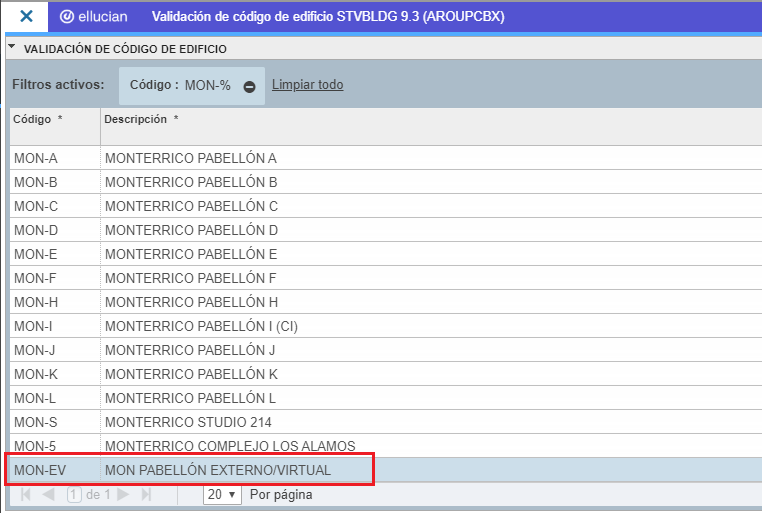 ✕ ellucian Validación de código de edificio STVBLDG 9.3 (AROUPCBX)
VALIDACIÓN DE CÓDIGO DE EDIFICIO
Filtros activos: Código : MON-% Limpiar todo
Código * Descripción *
MON-A MONTERRICO PABELLÓN A
MON-B MONTERRICO PABELLÓN B
MON-C MONTERRICO PABELLÓN C
MON-D MONTERRICO PABELLÓN D
MON-E MONTERRICO PABELLÓN E
MON-F MONTERRICO PABELLÓN F
MON-H MONTERRICO PABELLÓN H
MON-I MONTERRICO PABELLÓN I (CI)
MON-J MONTERRICO PABELLÓN J
MON-K MONTERRICO PABELLÓN K
MON-L MONTERRICO PABELLÓN L
MON-S MONTERRICO STUDIO 214
MON-5 MONTERRICO COMPLEJO LOS ALAMOS
MON-EV MON PABELLÓN EXTERNO/VIRTUAL
1 de 1 20 Por página